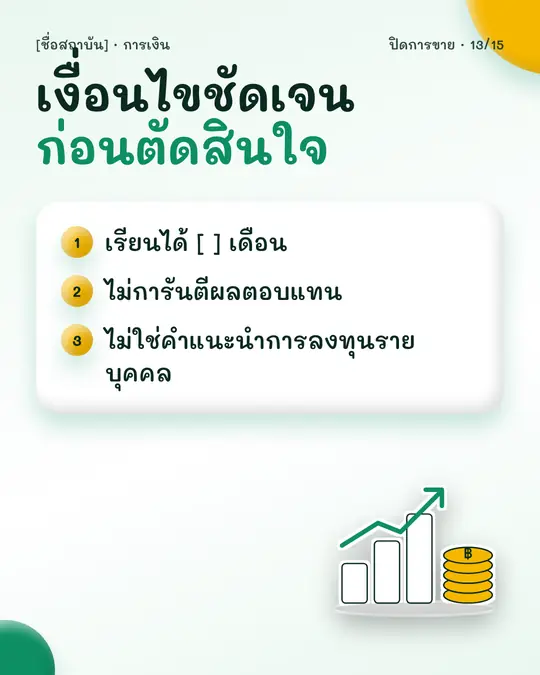 [ชื่อสถาบัน] · การเงิน
ปิดการขาย · 13/15
เงื่อนไขชัดเจน
ก่อนตัดสินใจ
1 เรียนได้ [ ] เดือน
2 ไม่การันตีผลตอบแทน
3 ไม่ใช่คำแนะนำการลงทุนราย
บุคคล
฿